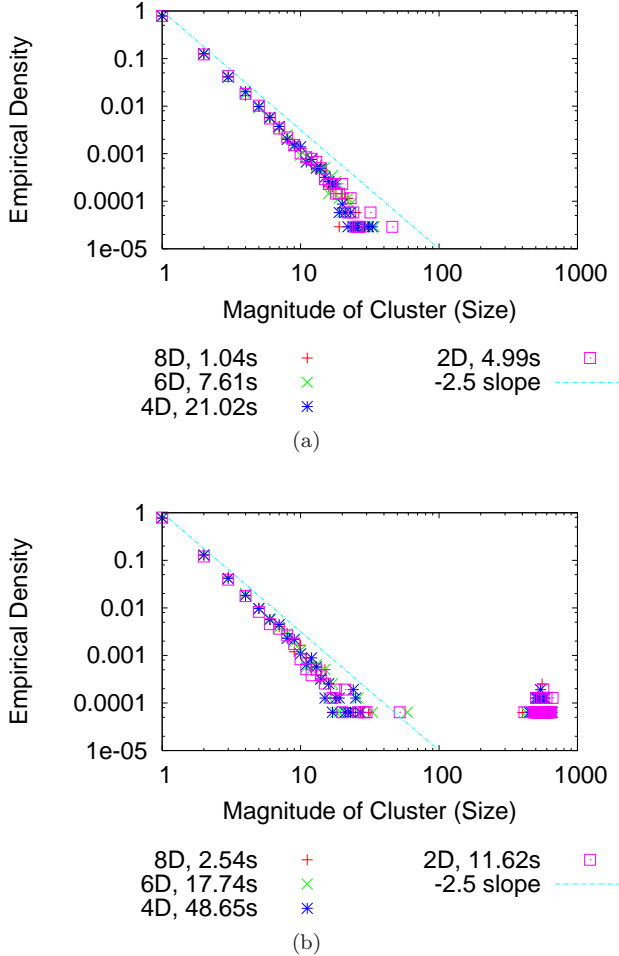 1
0.1
0.01
0.001
0.0001
1e-05
Empirical Density
1 10 100 1000
Magnitude of Cluster (Size)
8D, 1.04s 2D, 4.99s
6D, 7.61s -2.5 slope
4D, 21.02s
(a)
1
0.1
0.01
0.001
0.0001
1e-05
Empirical Density
1 10 100 1000
Magnitude of Cluster (Size)
8D, 2.54s 2D, 11.62s
6D, 17.74s -2.5 slope
4D, 48.65s
(b)